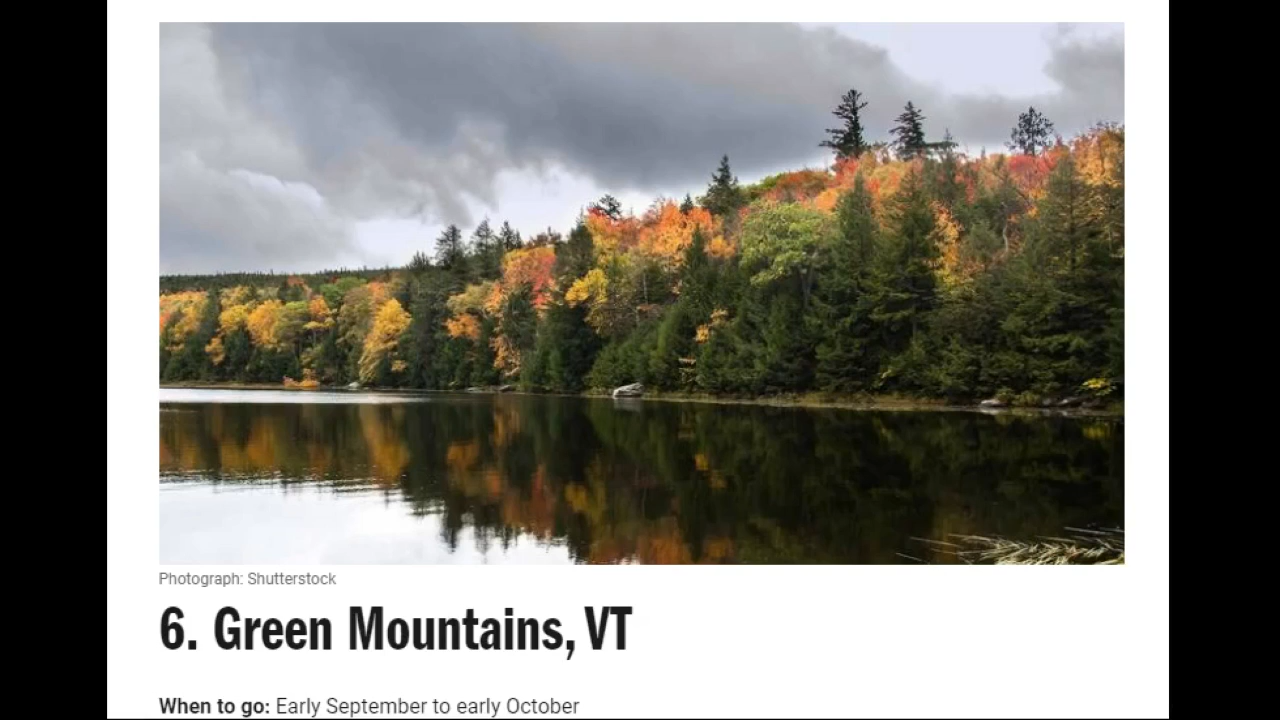 Photograph: Shutterstock
6. Green Mountains, VT
When to go: Early September to early October